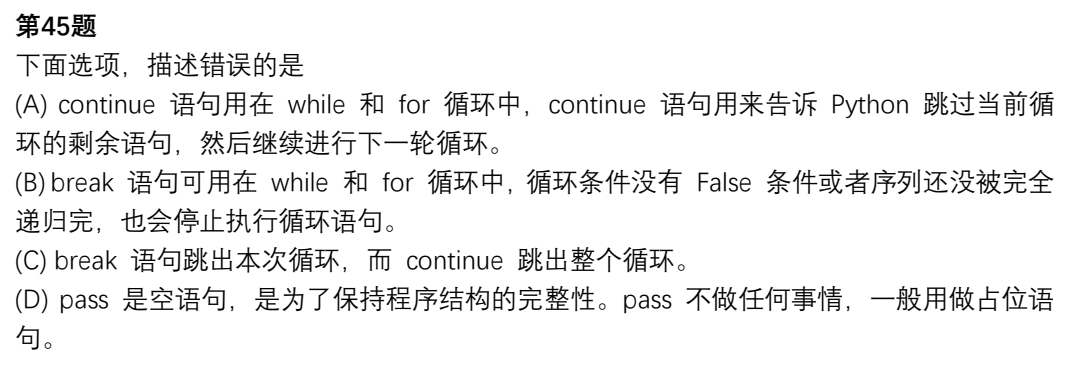 第45题
下面选项，描述错误的是
(A) continue 语句用在 while 和 for 循环中，continue 语句用来告诉 Python 跳过当前循
环的剩余语句，然后继续进行下一轮循环。
(B) break 语句可用在 while 和 for 循环中, 循环条件没有 False 条件或者序列还没被完全
递归完，也会停止执行循环语句。
(C) break 语句跳出本次循环，而 continue 跳出整个循环。
(D) pass 是空语句，是为了保持程序结构的完整性。pass 不做任何事情，一般用做占位语
句。